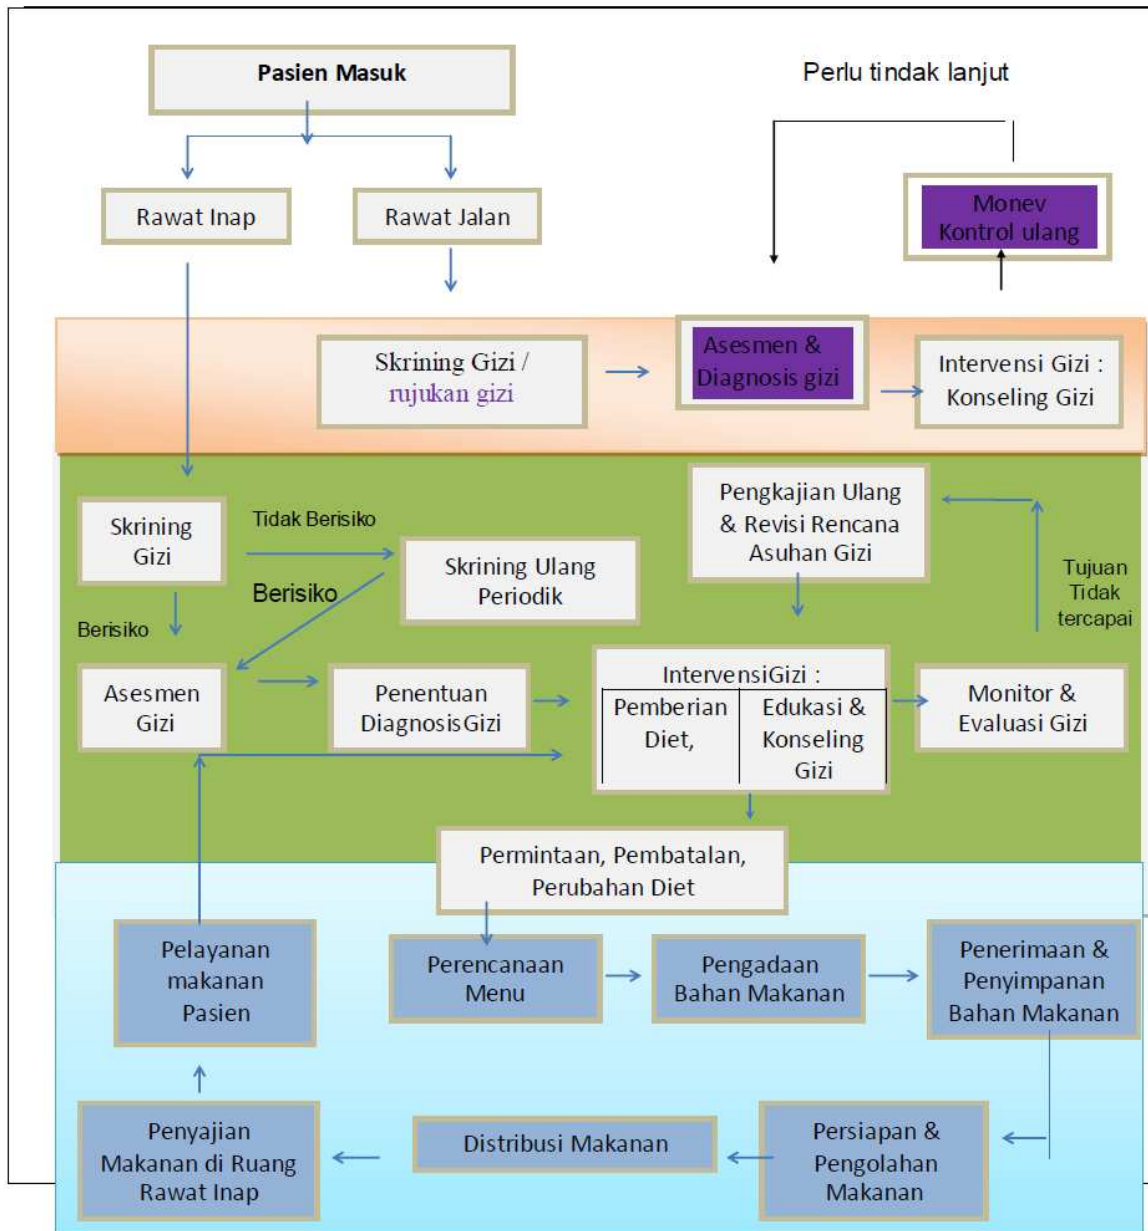 Pasien Masuk
Perlu tindak lanjut
Rawat Inap
Rawat Jalan
Monev
Kontrol ulang
Skrining Gizi /
rujukan gizi
Asesmen &
Diagnosis gizi
Intervensi Gizi :
Konseling Gizi
Skrining
Gizi
Tidak Berisiko
Skrining Ulang
Periodik
Pengkajian Ulang
& Revisi Rencana
Asuhan Gizi
Tujuan
Tidak
tercapai
Berisiko
Berisiko
Asesmen
Gizi
Penentuan
DiagnosisGizi
IntervensiGizi :
Pemberian
Diet,
Edukasi &
Konseling
Gizi
Monitor &
Evaluasi Gizi
Permintaan, Pembatalan,
Perubahan Diet
Pelayanan
makanan
Pasien
Perencanaan
Menu
Pengadaan
Bahan Makanan
Penerimaan &
Penyimpanan
Bahan Makanan
Penyajian
Makanan di Ruang
Rawat Inap
Distribusi Makanan
Persiapan &
Pengolahan
Makanan